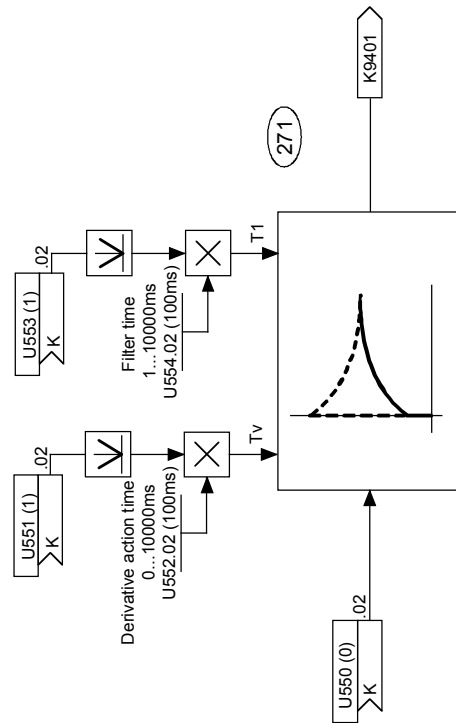 U551 (1)
K
.02
U553 (1)
K
.02
Derivative action time
0...10000ms
U552.02 (100ms)
Filter time
1...10000ms
U554.02 (100ms)
Tv
T1
271
U550 (0)
K
.02
K9401